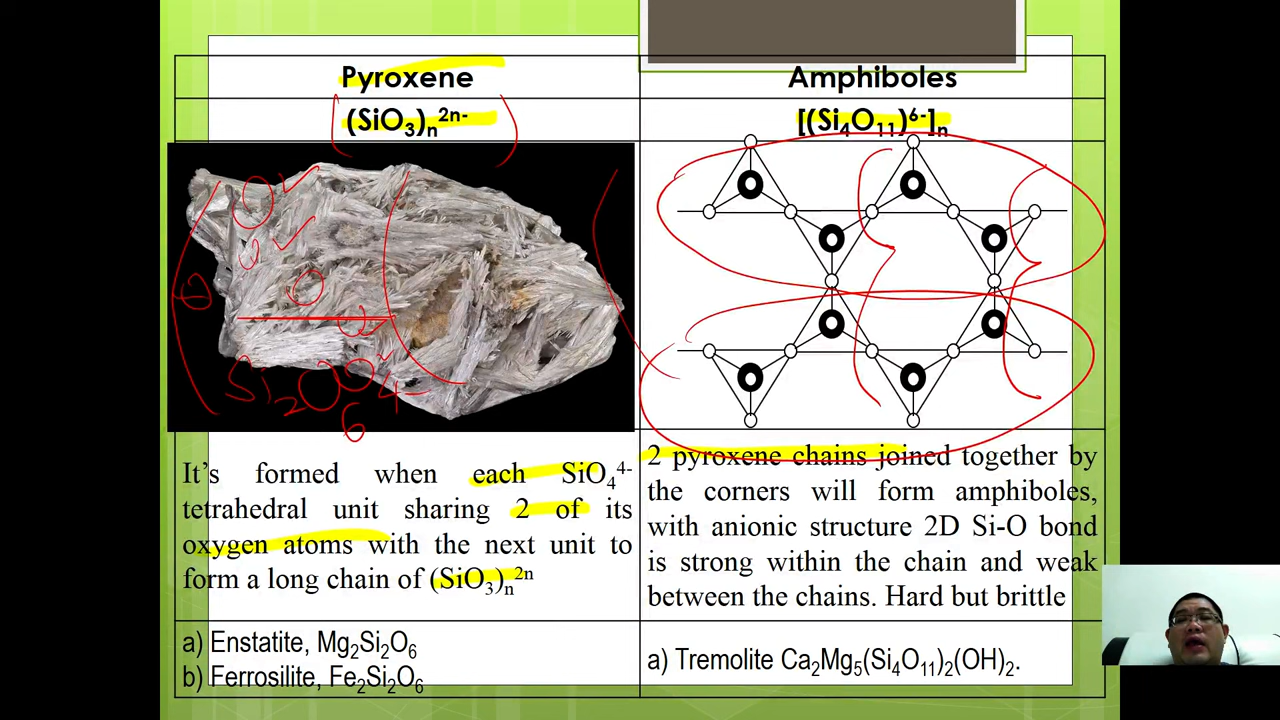 Pyroxene
Amphiboles
(SiO₃)ₙ²ⁿ⁻
[(Si₄O₁₁)⁶⁻]ₙ
Si₂O
6
4-
It's formed when each SiO₄⁴⁻
tetrahedral unit sharing 2 of its
oxygen atoms with the next unit to
form a long chain of (SiO₃)ₙ²ⁿ
2 pyroxene chains joined together by
the corners will form amphiboles,
with anionic structure 2D Si-O bond
is strong within the chain and weak
between the chains. Hard but brittle
a) Enstatite, Mg₂Si₂O₆
b) Ferrosilite, Fe₂Si₂O₆
a) Tremolite Ca₂Mg₅(Si₄O₁₁)₂(OH)₂.